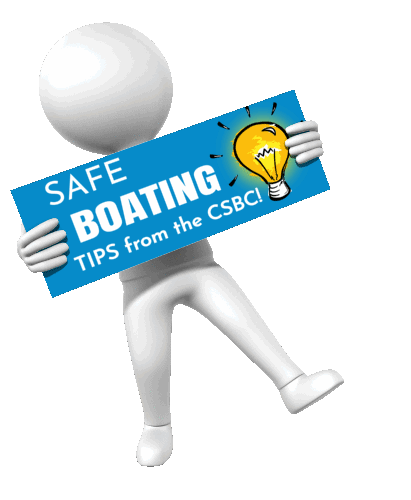 SAFE
BOATING
TIPS from the CSBC!